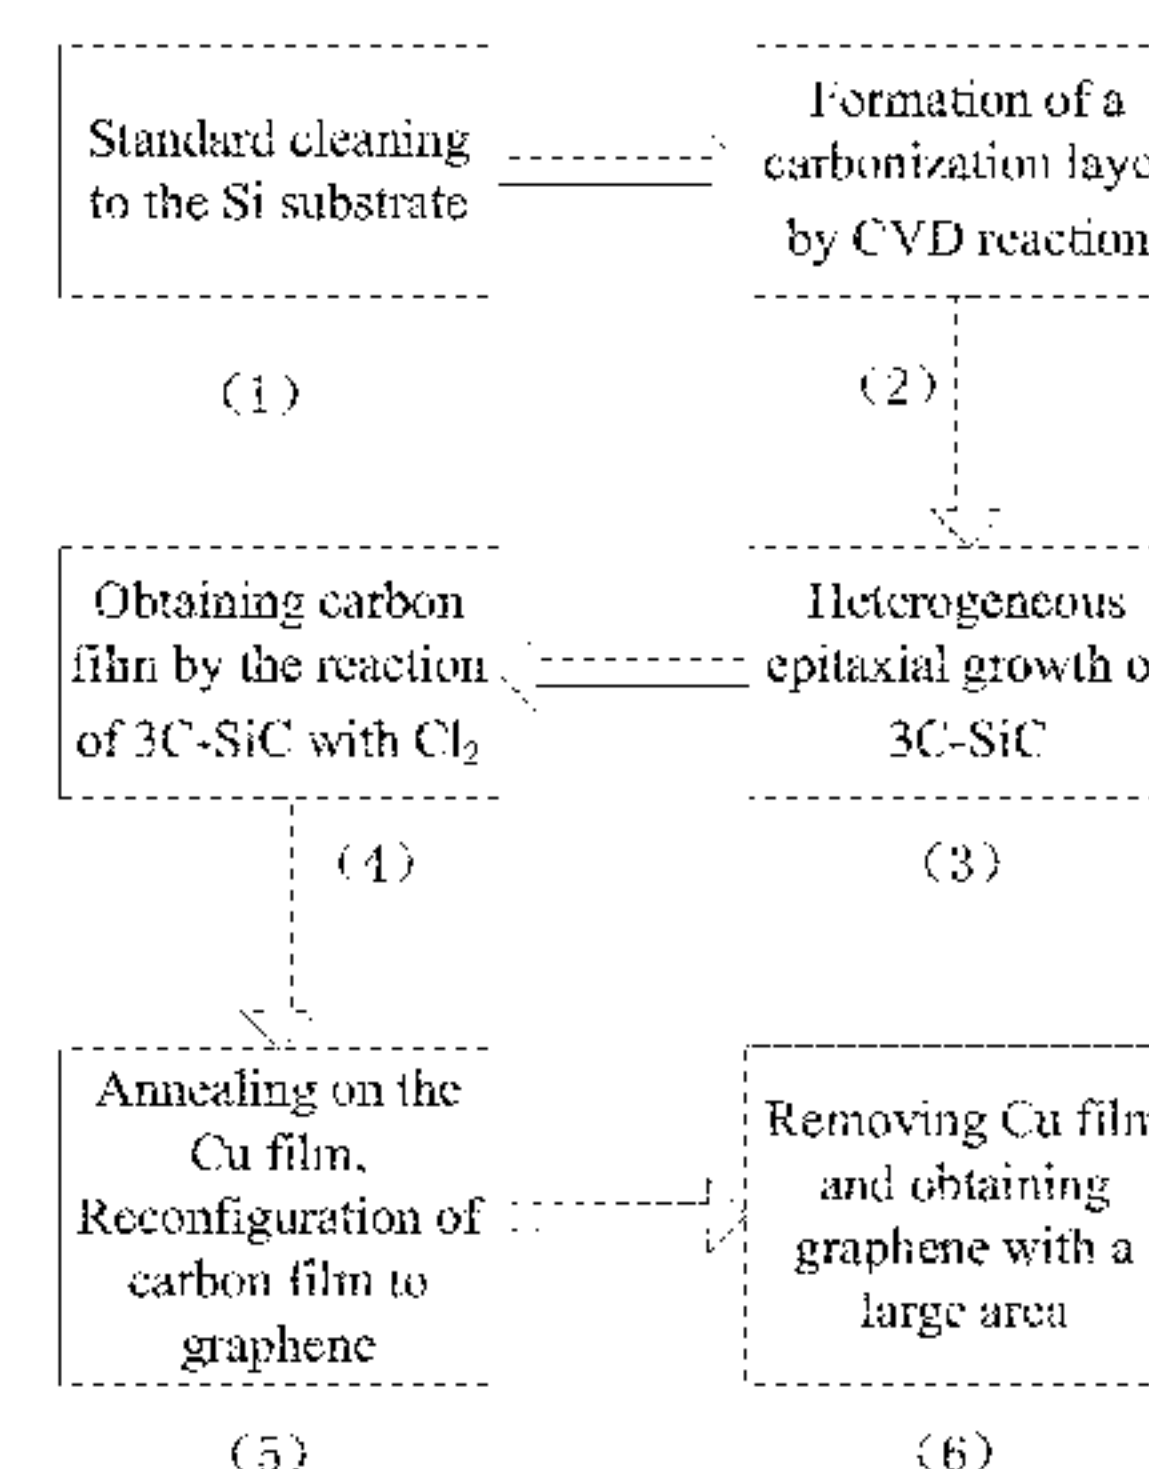 Standard cleaning
to the Si substrate
(1)
Formation of a
carbonization laye
by CVD reaction
(2)
Heterogeneous
epitaxial growth o
3C-SiC
(3)
Obtaining carbon
film by the reaction
of 3C-SiC with Cl₂
(4)
Annealing on the
Cu film,
Reconfiguration of
carbon film to
graphene
(5)
Removing Cu film
and obtaining
graphene with a
large area
(6)